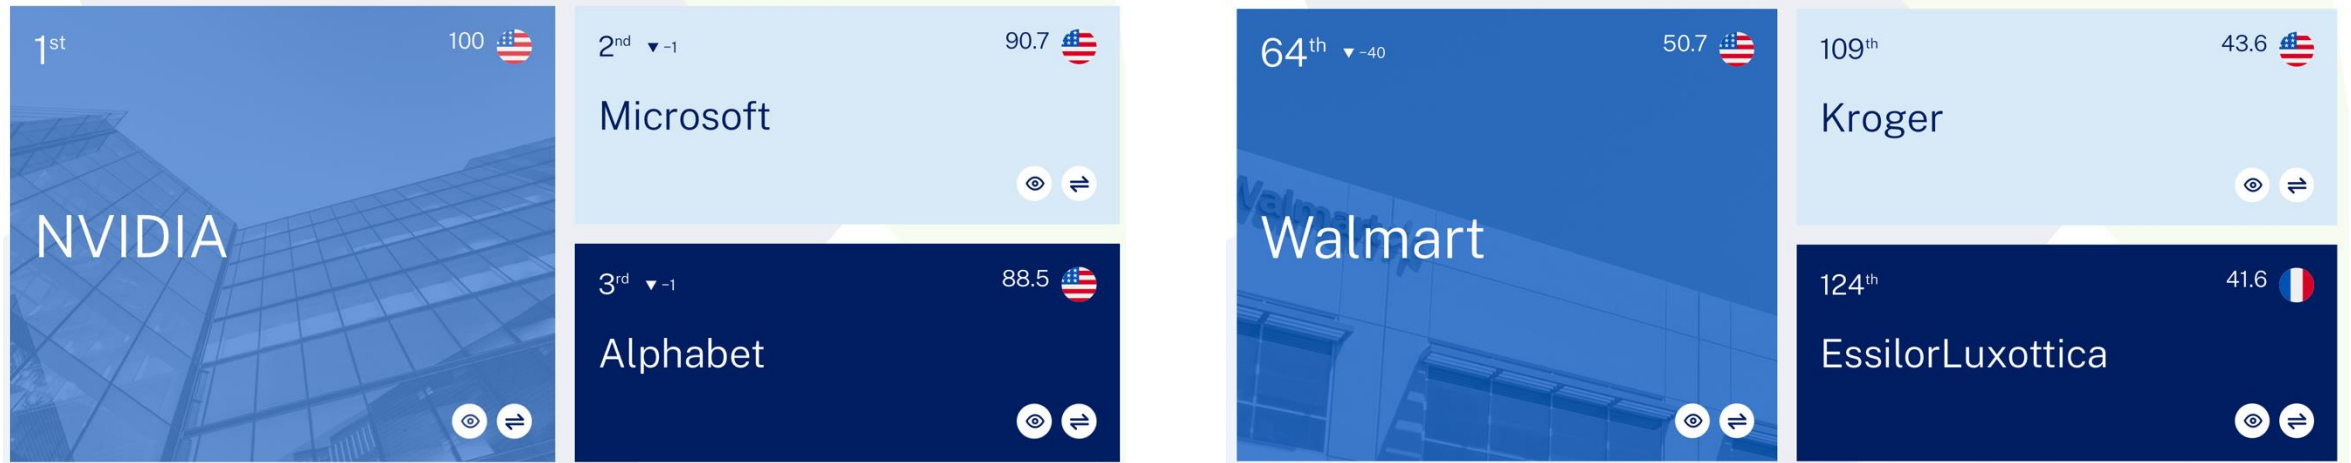 1st 100
NVIDIA
2nd ▼ -1 90.7
Microsoft
3rd ▼ -1 88.5
Alphabet
64th ▼ -40 50.7
Walmart
Walmart
109th 43.6
Kroger
124th 41.6
EssilorLuxottica